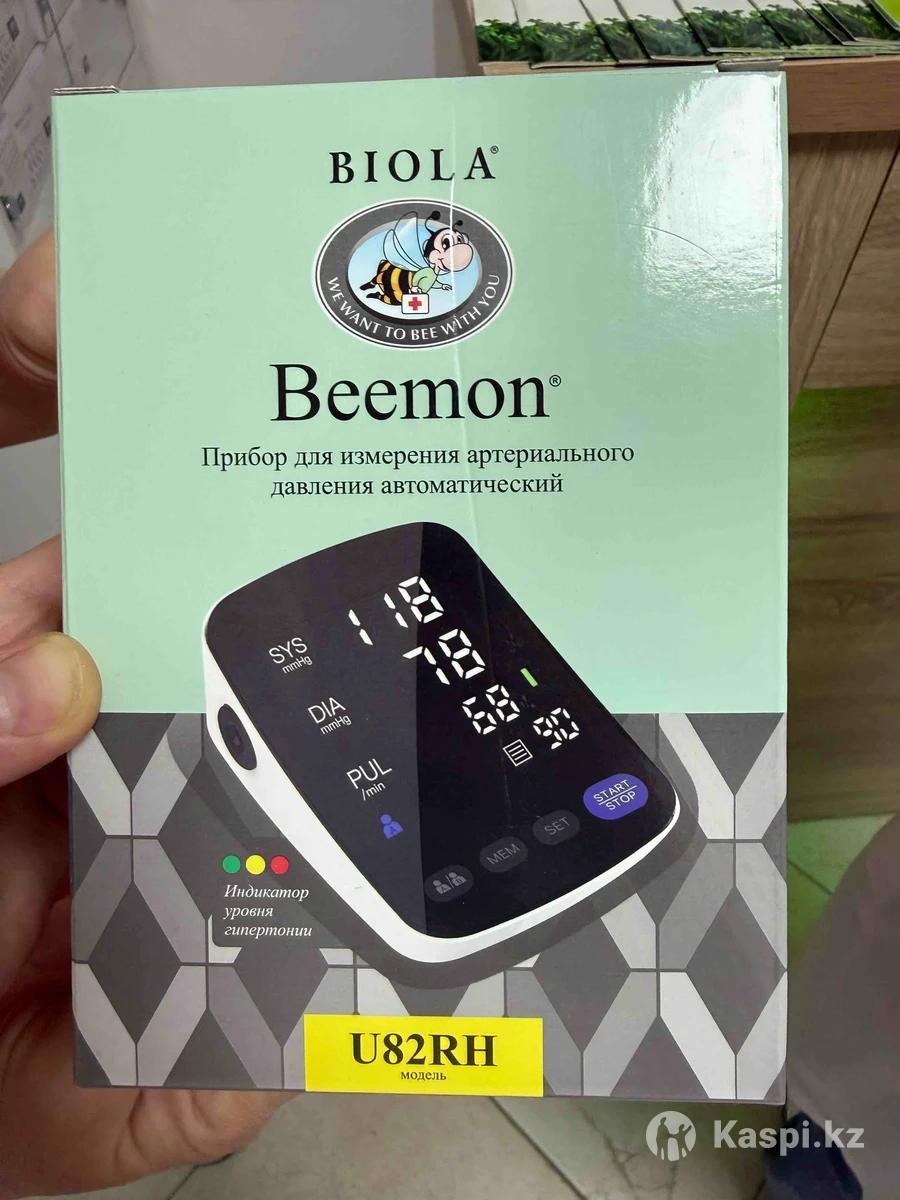 BIOLA®
WE WANT TO BEE WITH YOU
Beemon®
Прибор для измерения артериального
давления автоматический
118
SYS
mmHg
78
DIA
mmHg
68
90
PUL
/min
START
STOP
SET
MEM
A/B
Индикатор
уровня
гипертонии
U82RH
модель
Kaspi.kz